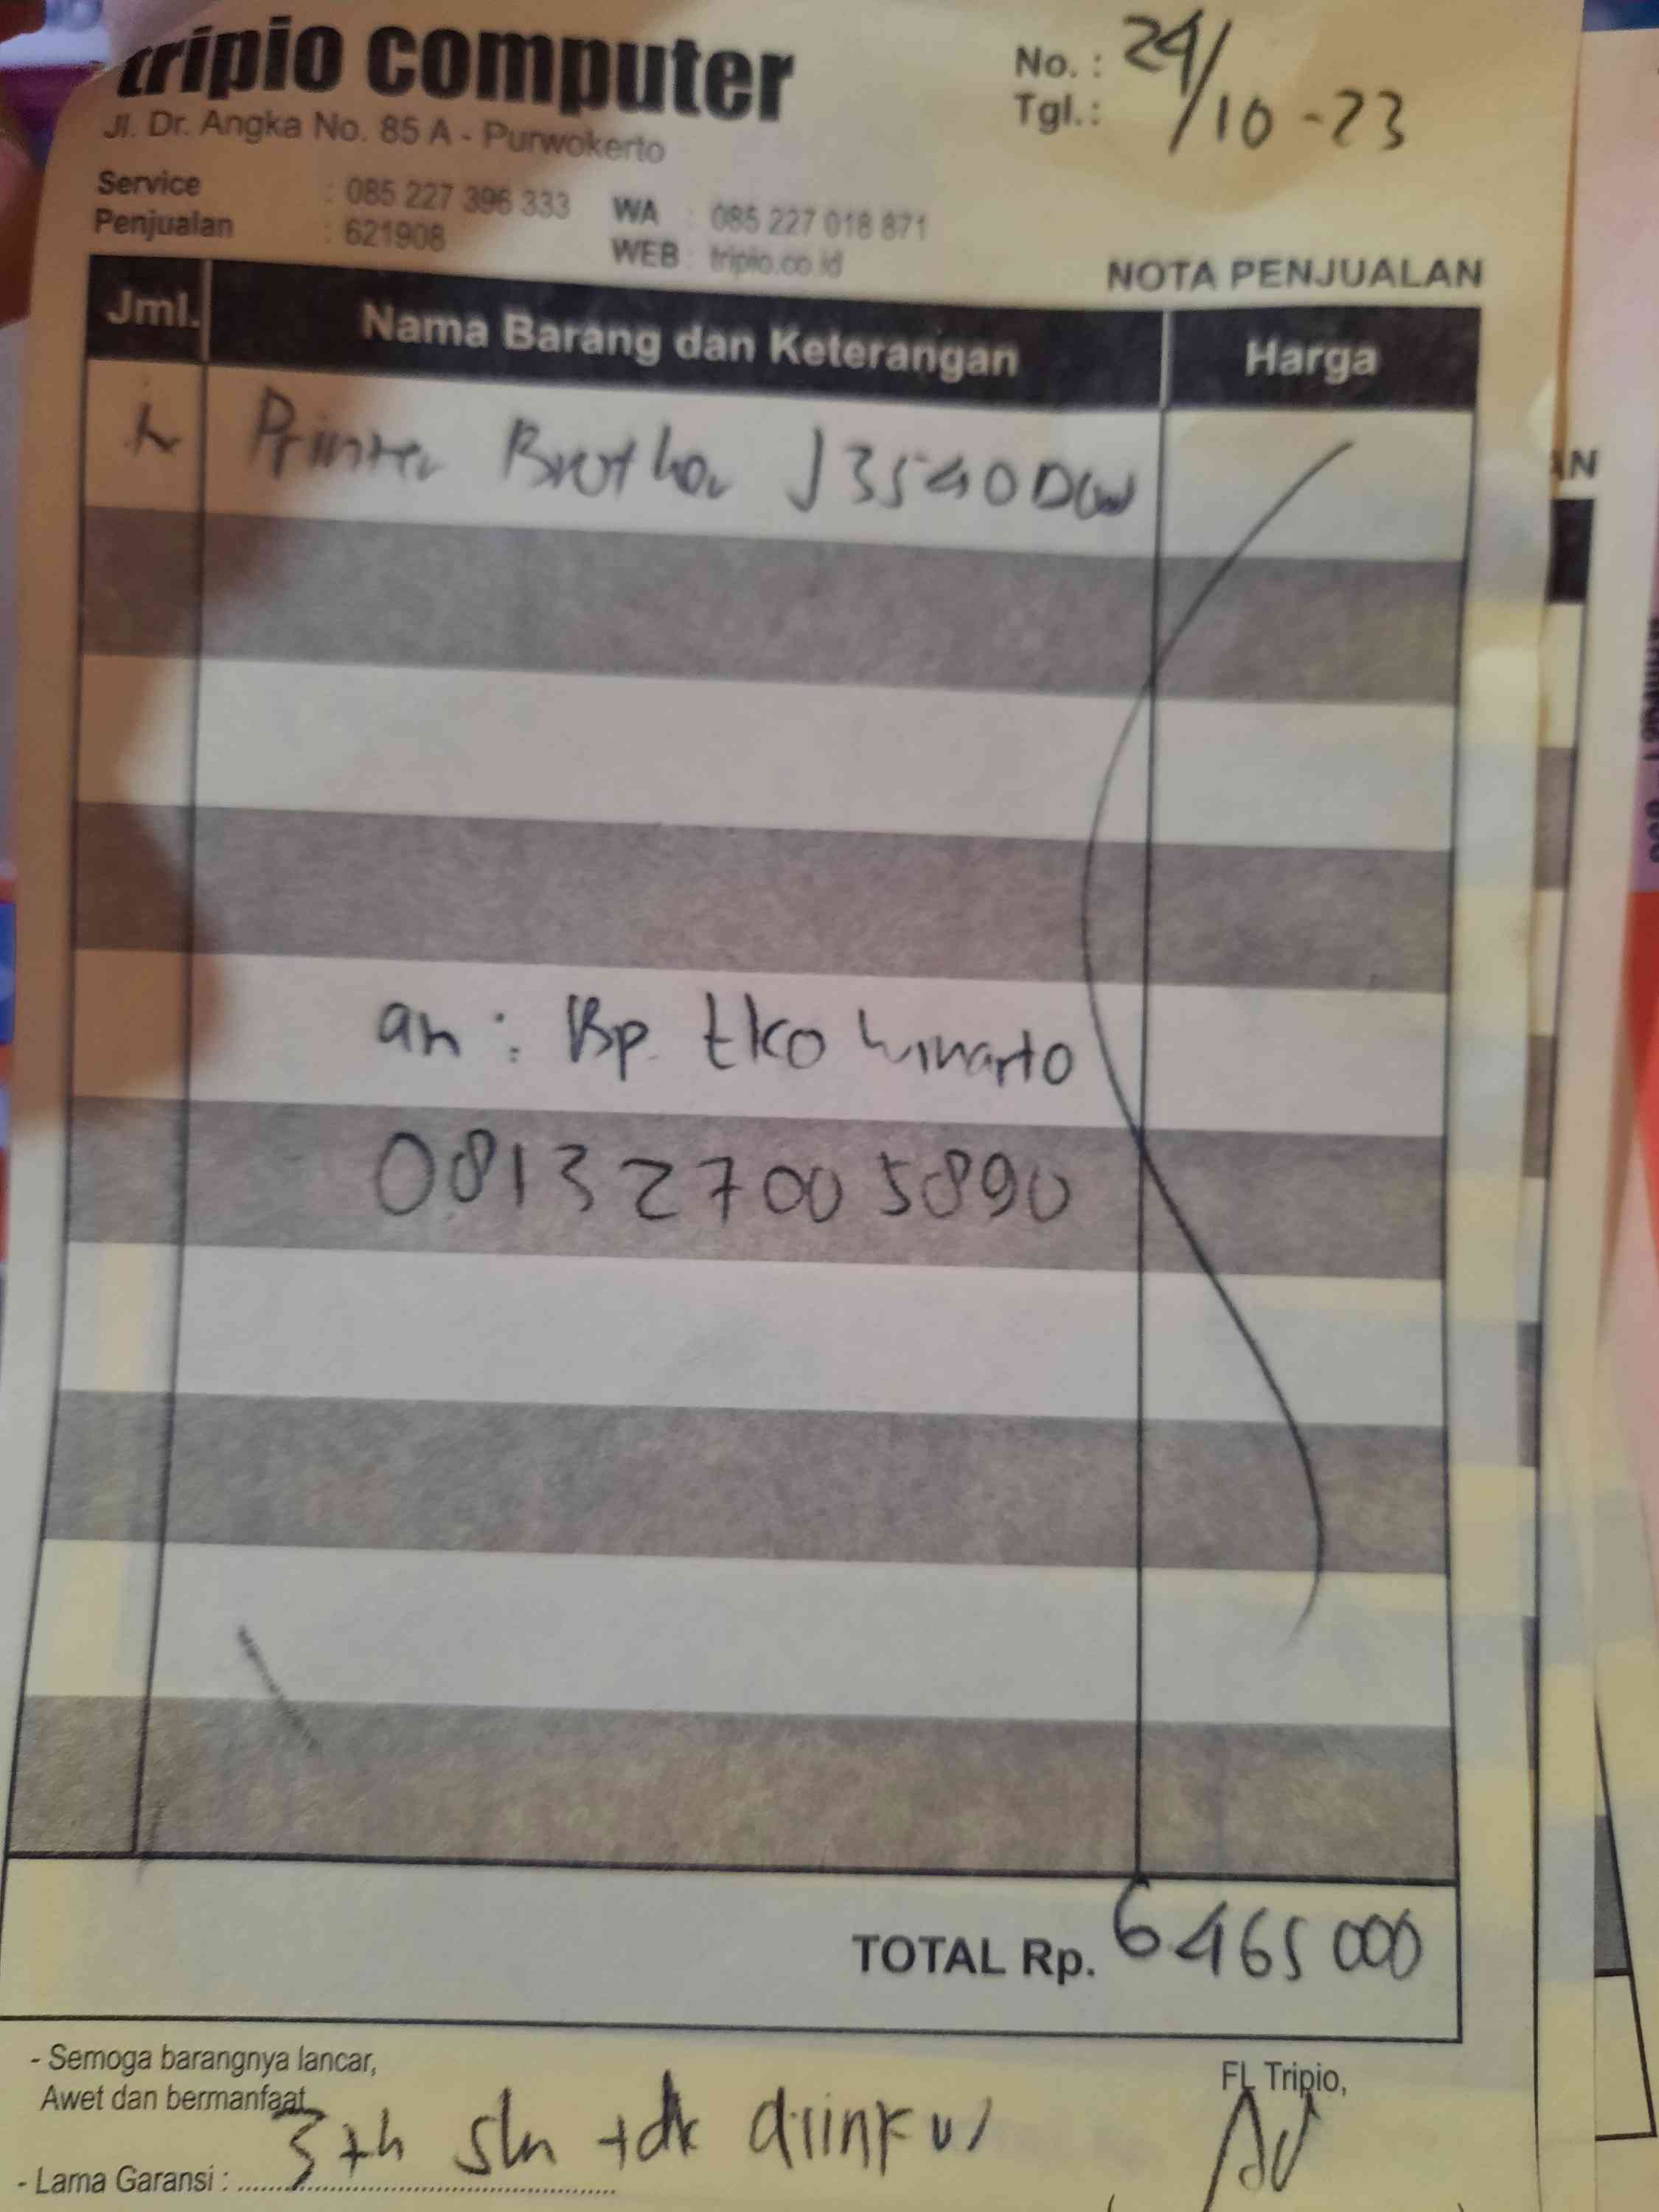 tripio computer
No. : 24/10-23
Tgl. :
Jl. Dr. Angka No. 85 A - Purwokerto
Service : 085 227 396 333 WA : 085 227 018 871
Penjualan : 621908 WEB : tripio.co.id
NOTA PENJUALAN
Jml. Nama Barang dan Keterangan Harga
Printer Brother J3540DW
an : Bp. Eko Winarto
081327005890
TOTAL Rp. 6465000
- Semoga barangnya lancar,
Awet dan bermanfaat
FL Tripio,
- Lama Garansi : 3 th sln tdk